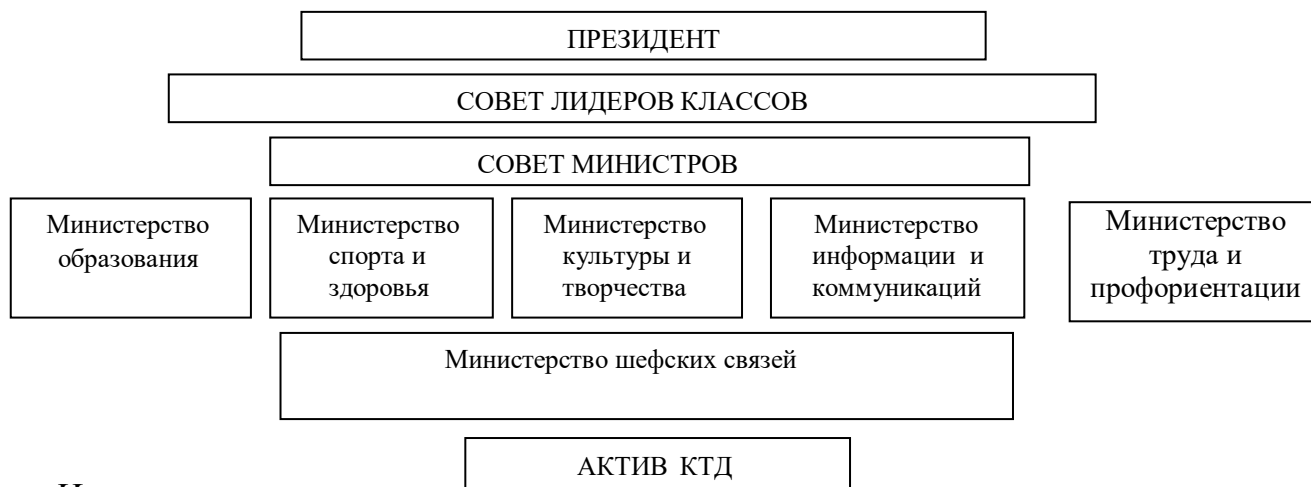 ПРЕЗИДЕНТ
СОВЕТ ЛИДЕРОВ КЛАССОВ
СОВЕТ МИНИСТРОВ
Министерство
образования
Министерство
спорта и
здоровья
Министерство
культуры и
творчества
Министерство
информации и
коммуникаций
Министерство
труда и
профориентации
Министерство шефских связей
АКТИВ КТД